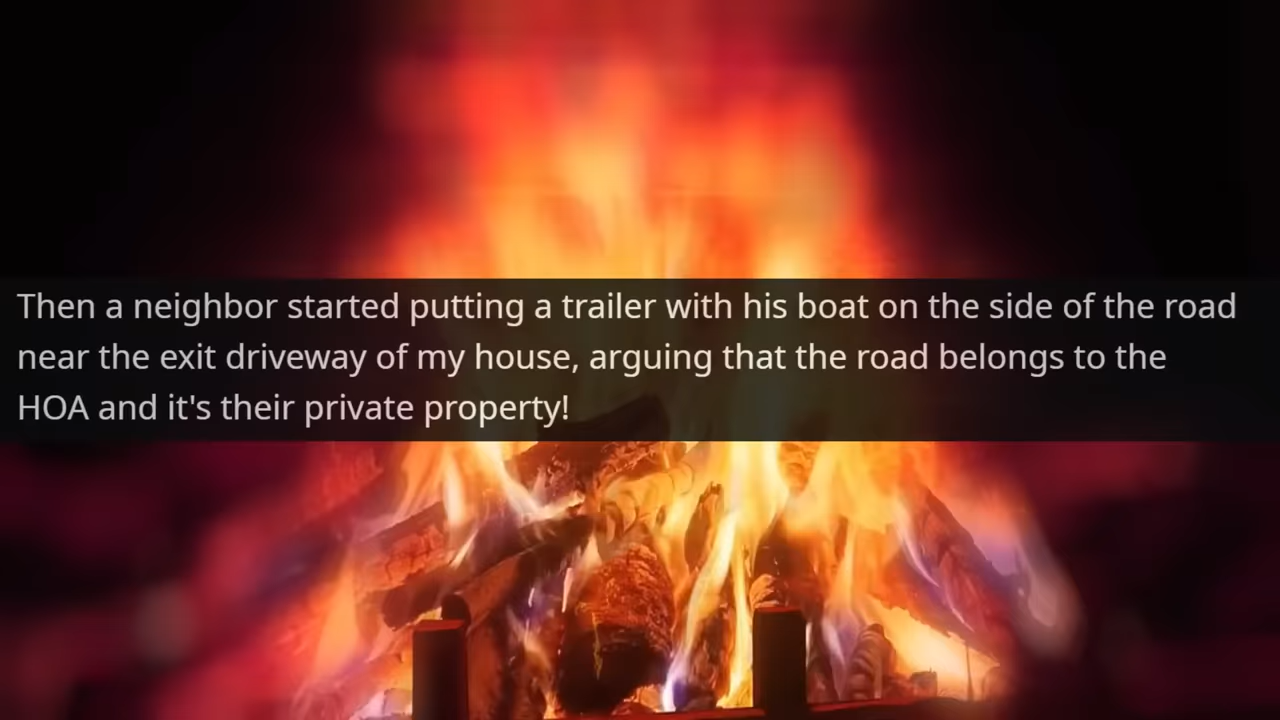 Then a neighbor started putting a trailer with his boat on the side of the road
near the exit driveway of my house, arguing that the road belongs to the
HOA and it's their private property!